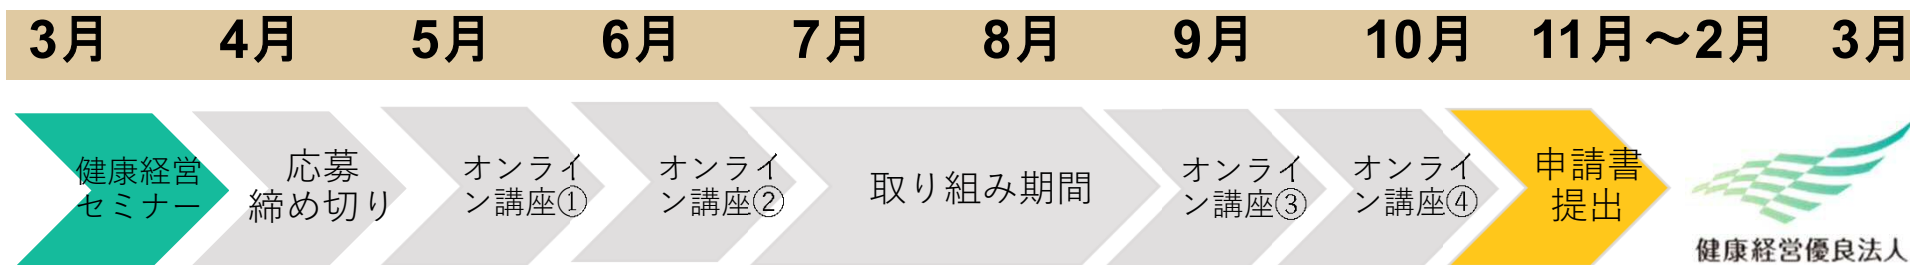 3月 4月 5月 6月 7月 8月 9月 10月 11月～2月 3月
健康経営
セミナー
応募
締め切り
オンライ
ン講座①
オンライ
ン講座②
取り組み期間
オンライ
ン講座③
オンライ
ン講座④
申請書
提出
健康経営優良法人